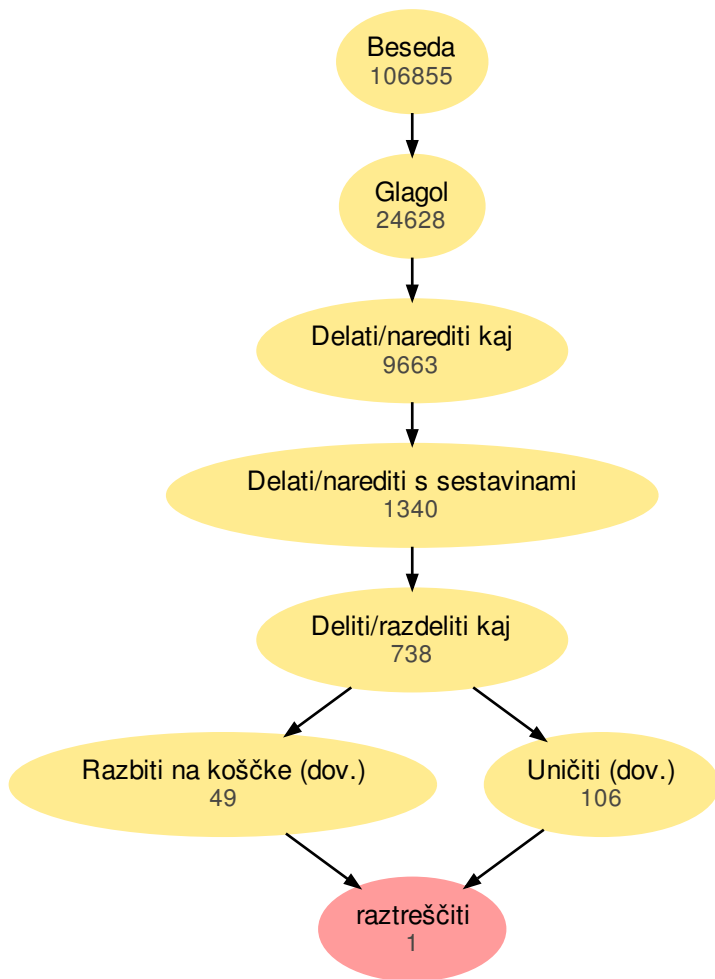 Beseda
106855
Glagol
24628
Delati/narediti kaj
9663
Delati/narediti s sestavinami
1340
Deliti/razdeliti kaj
738
Razbiti na koščke (dov.)
49
Uničiti (dov.)
106
raztreščiti
1